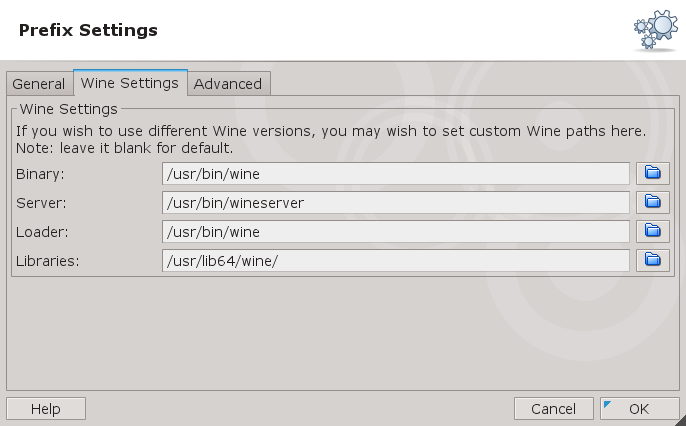 Prefix Settings
General Wine Settings Advanced
Wine Settings
If you wish to use different Wine versions, you may wish to set custom Wine paths here.
Note: leave it blank for default.
Binary: /usr/bin/wine
Server: /usr/bin/wineserver
Loader: /usr/bin/wine
Libraries: /usr/lib64/wine/
Help Cancel OK